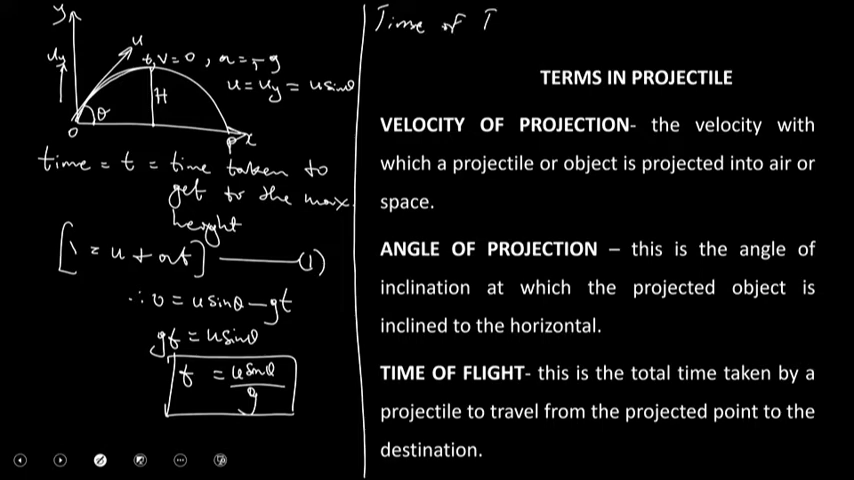 y
u
uy
t, V=0, a = -g
u = uy = usinθ
H
θ
0
P x
time = t = time taken to
get to the max
height
[v = u + at] ——— (1)
∴ 0 = usinθ - gt
gt = usinθ
t = usinθ
g
Time of T
TERMS IN PROJECTILE
VELOCITY OF PROJECTION- the velocity with
which a projectile or object is projected into air or
space.
ANGLE OF PROJECTION – this is the angle of
inclination at which the projected object is
inclined to the horizontal.
TIME OF FLIGHT- this is the total time taken by a
projectile to travel from the projected point to the
destination.